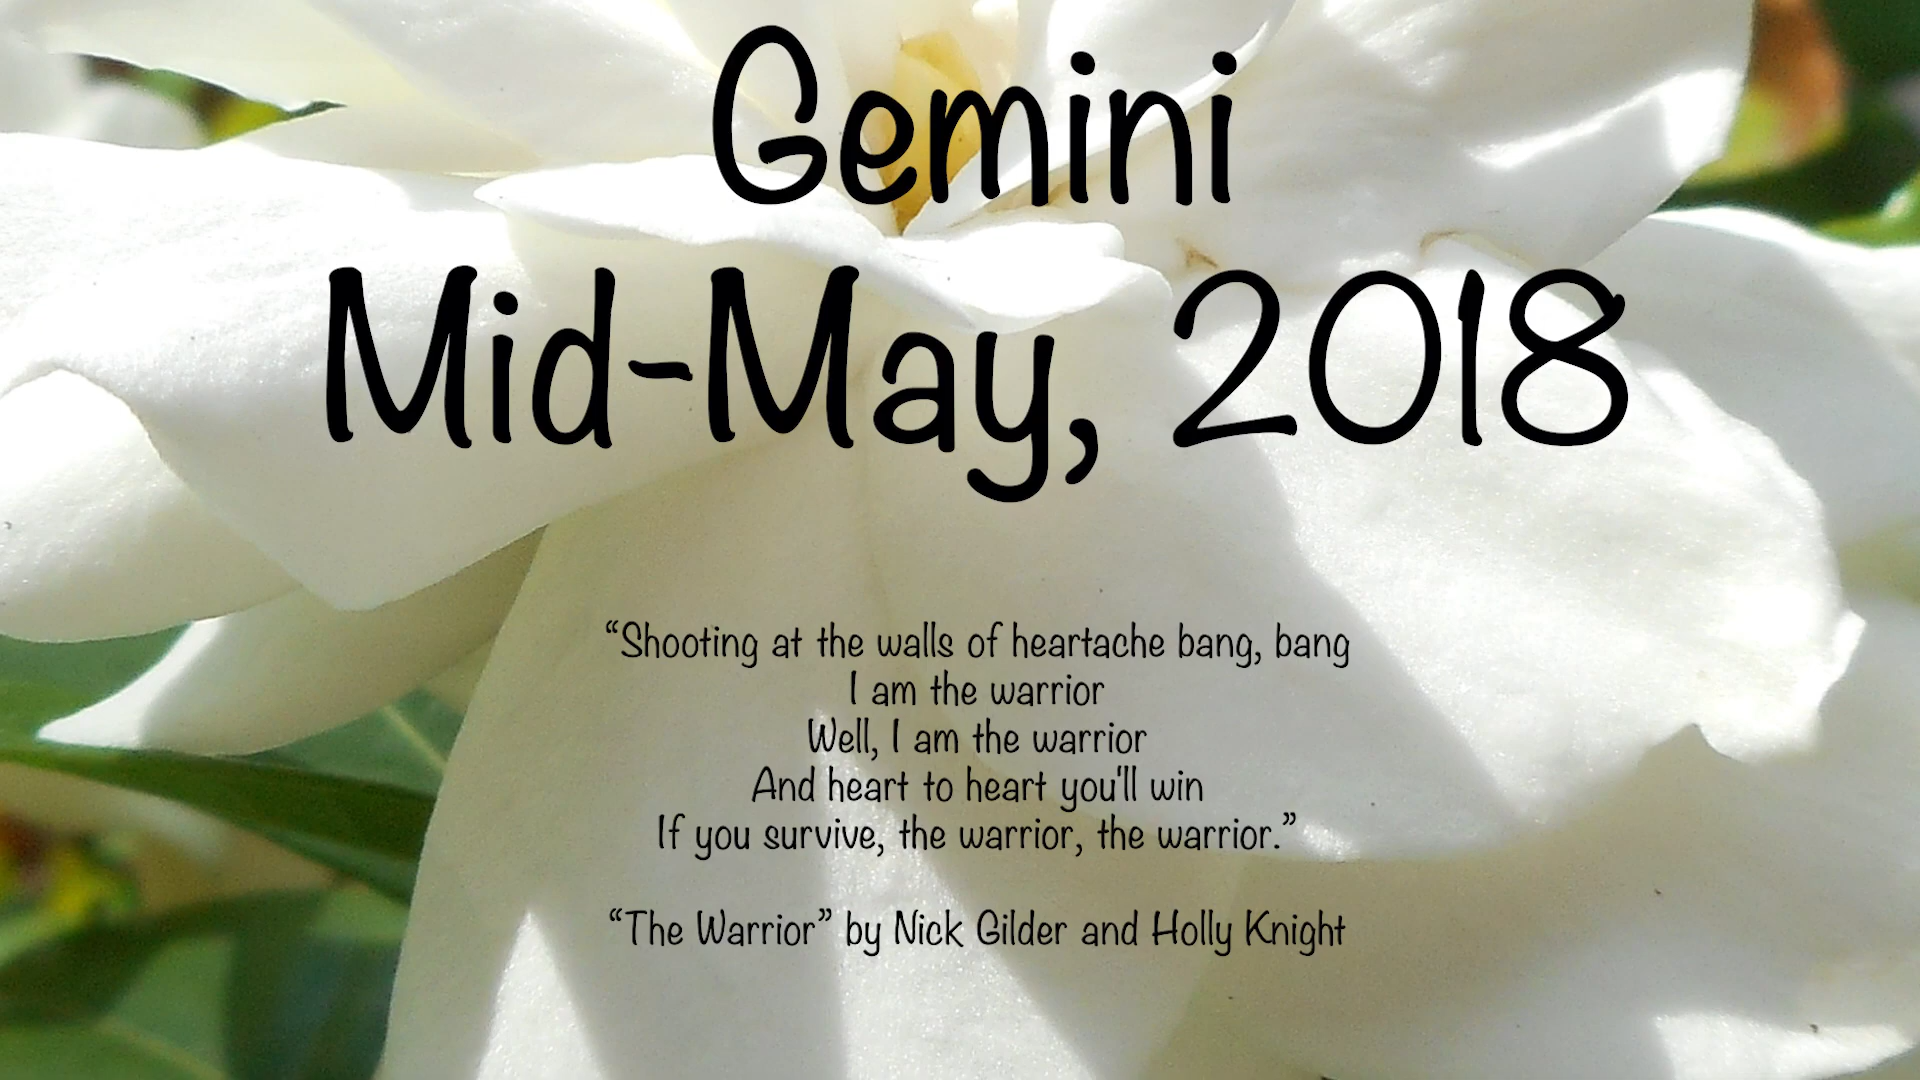 Gemini
Mid-May, 2018
“Shooting at the walls of heartache bang, bang
I am the warrior
Well, I am the warrior
And heart to heart you'll win
If you survive, the warrior, the warrior.”
“The Warrior” by Nick Gilder and Holly Knight